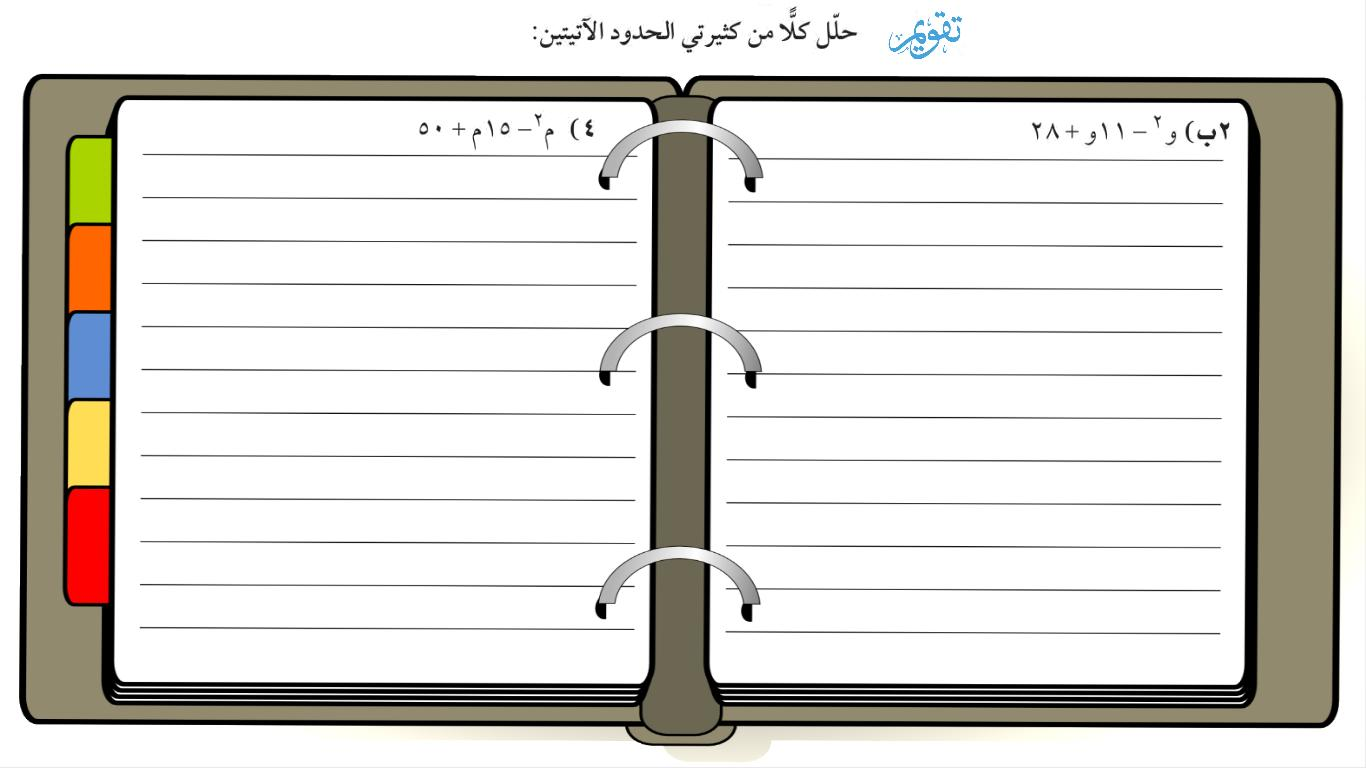 تقويم حلّل كلًّا من كثيرتي الحدود الآتيتين:
٢ب) و٢ – ١١و + ٢٨
٤) م٢ – ١٥م + ٥٠